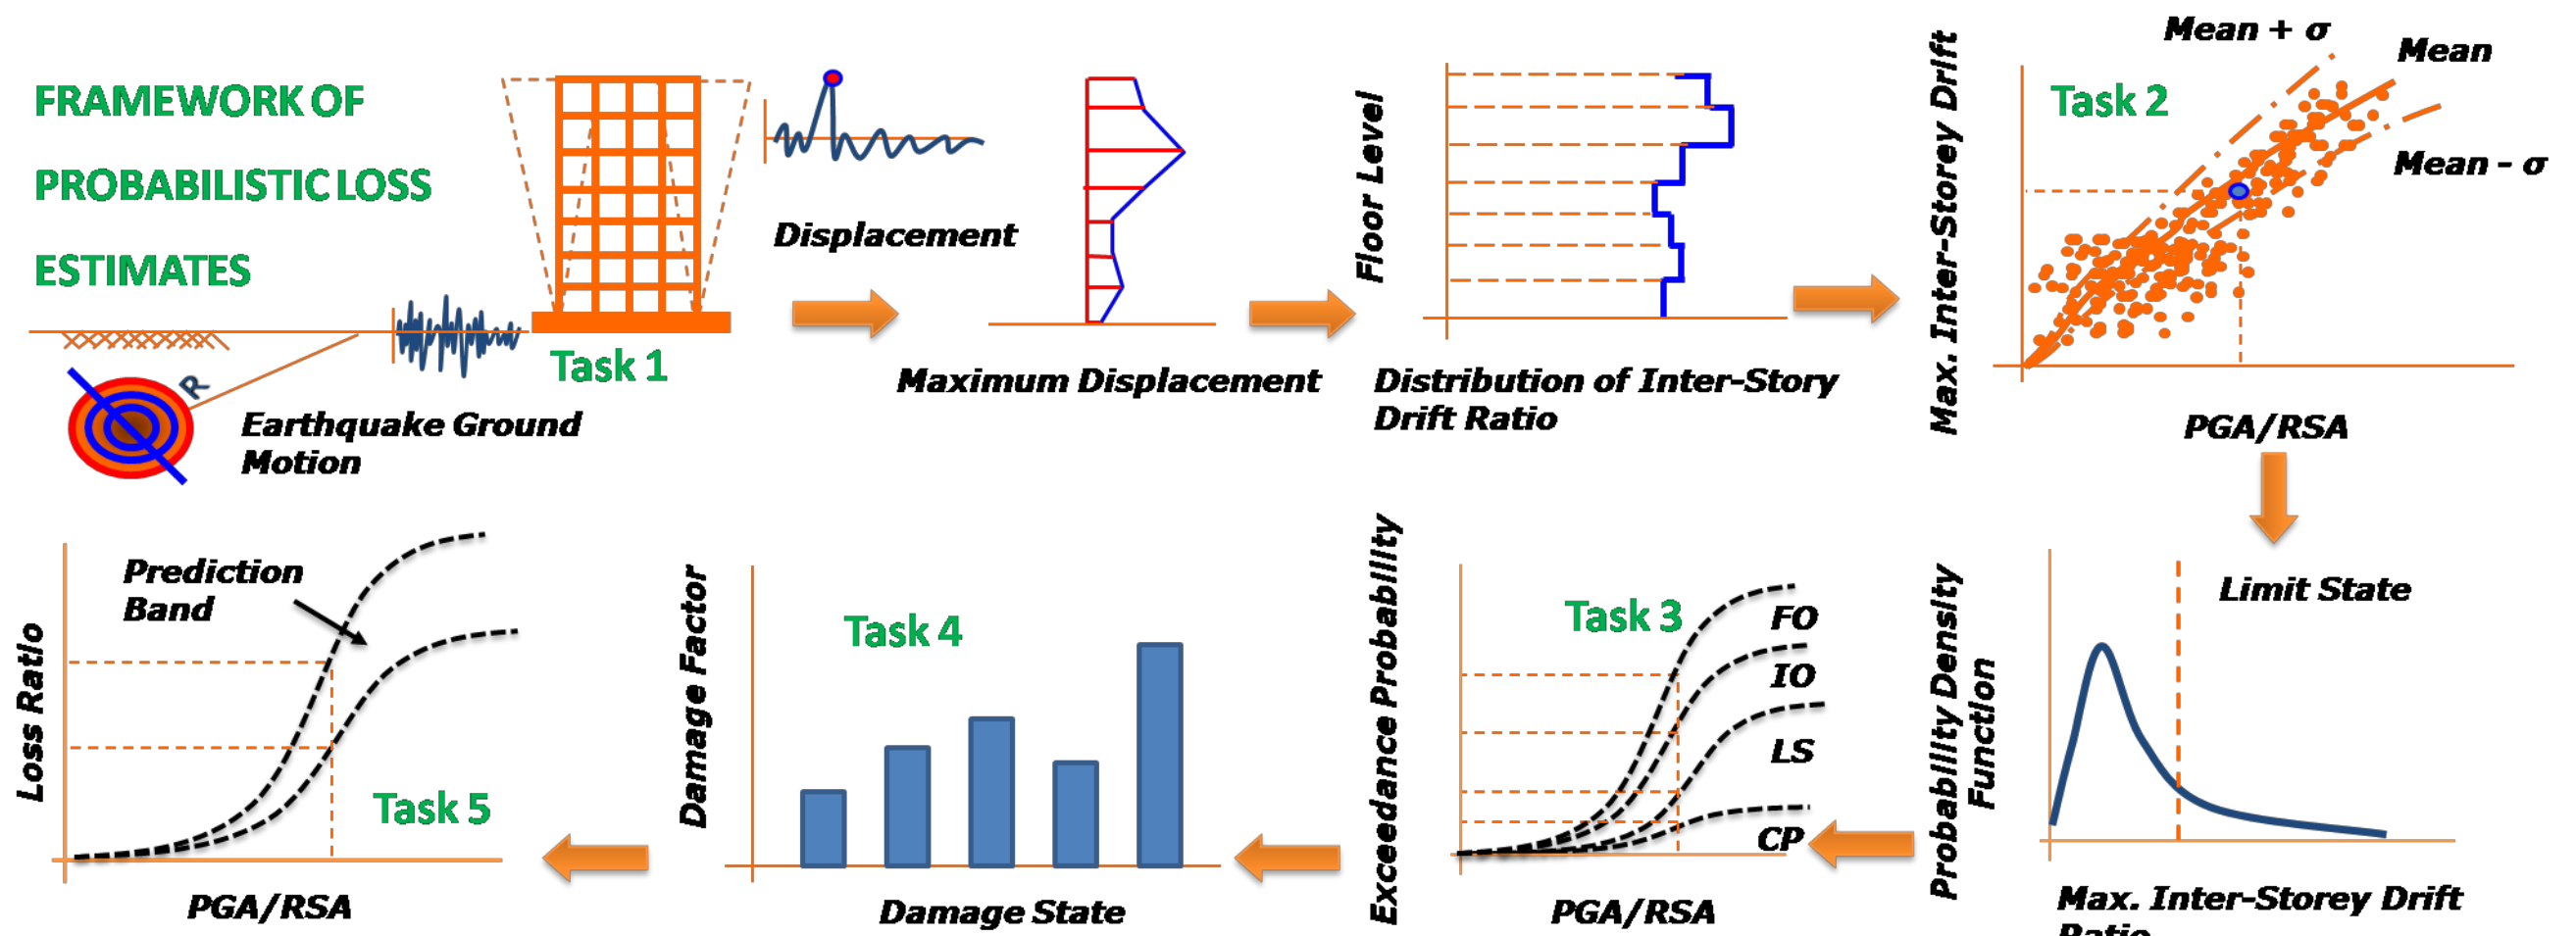 FRAMEWORK OF
PROBABILISTIC LOSS
ESTIMATES
R
Earthquake Ground
Motion
Task 1
Displacement
Maximum Displacement
Floor Level
Distribution of Inter-Story
Drift Ratio
Max. Inter-Storey Drift
Task 2
Mean + σ
Mean
Mean - σ
PGA/RSA
Limit State
Probability Density
Function
Max. Inter-Storey Drift
Ratio
Exceedance Probability
Task 3
FO
IO
LS
CP
PGA/RSA
Damage Factor
Task 4
Damage State
Loss Ratio
Prediction
Band
Task 5
PGA/RSA